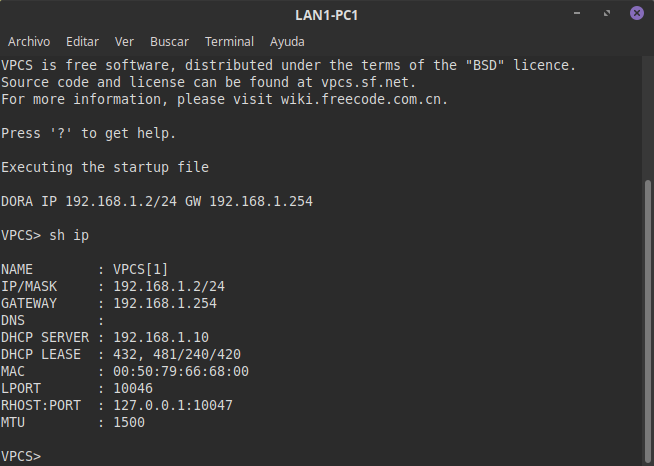 LAN1-PC1
Archivo Editar Ver Buscar Terminal Ayuda
VPCS is free software, distributed under the terms of the "BSD" licence.
Source code and license can be found at vpcs.sf.net.
For more information, please visit wiki.freecode.com.cn.
Press '?' to get help.
Executing the startup file
DORA IP 192.168.1.2/24 GW 192.168.1.254
VPCS> sh ip
NAME        : VPCS[1]
IP/MASK     : 192.168.1.2/24
GATEWAY     : 192.168.1.254
DNS         :
DHCP SERVER : 192.168.1.10
DHCP LEASE  : 432, 481/240/420
MAC         : 00:50:79:66:68:00
LPORT       : 10046
RHOST:PORT  : 127.0.0.1:10047
MTU         : 1500
VPCS>